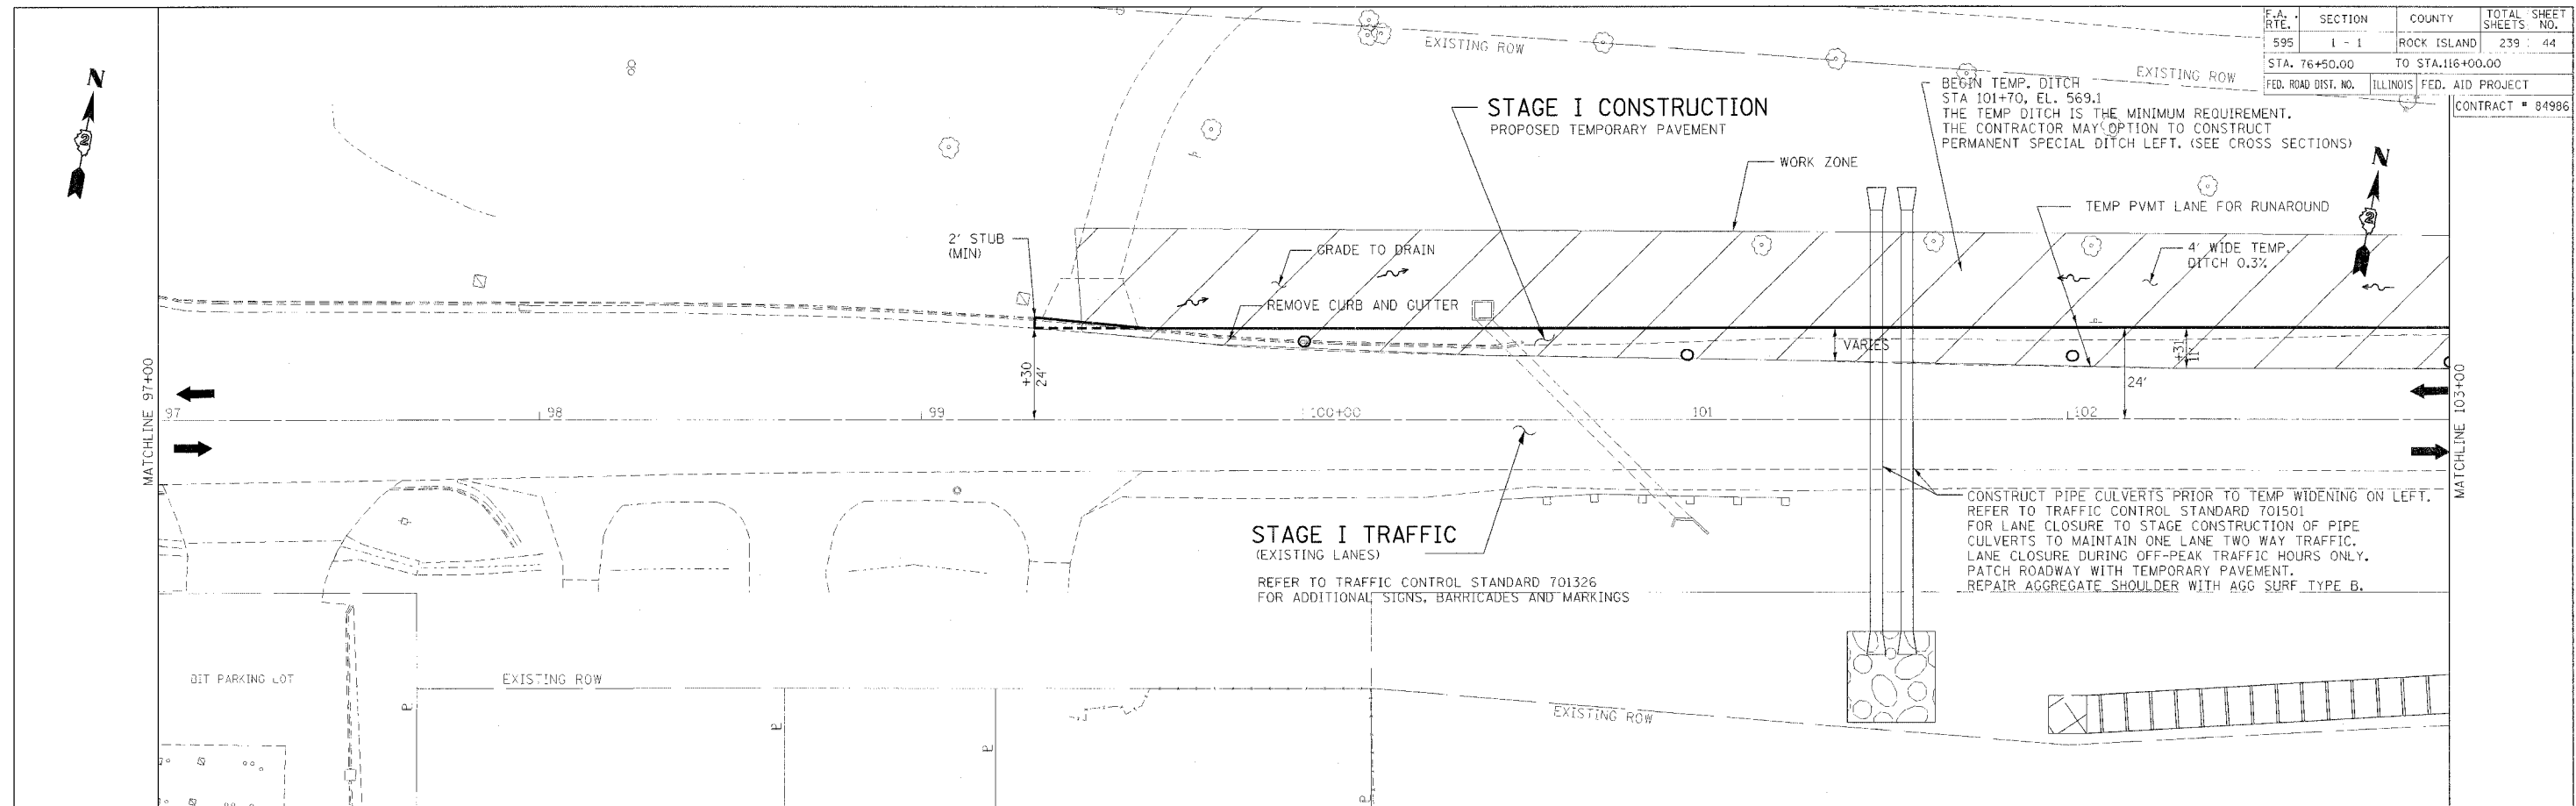 F.A. RTE. SECTION COUNTY TOTAL SHEETS SHEET NO.
595 1 - 1 ROCK ISLAND 239 44
STA. 76+50.00 TO STA.116+00.00
FED. ROAD DIST. NO. ILLINOIS FED. AID PROJECT
CONTRACT # 84986
N
2
EXISTING ROW
EXISTING ROW
STAGE I CONSTRUCTION
PROPOSED TEMPORARY PAVEMENT
BEGIN TEMP. DITCH
STA 101+70, EL. 569.1
THE TEMP DITCH IS THE MINIMUM REQUIREMENT.
THE CONTRACTOR MAY OPTION TO CONSTRUCT
PERMANENT SPECIAL DITCH LEFT. (SEE CROSS SECTIONS)
N
2
WORK ZONE
TEMP PVMT LANE FOR RUNAROUND
2' STUB
(MIN)
GRADE TO DRAIN
4' WIDE TEMP.
DITCH 0.3%
REMOVE CURB AND GUTTER
VARIES
+31
11'
+30
24'
24'
MATCHLINE 97+00
97
98
99
100+00
101
102
MATCHLINE 103+00
STAGE I TRAFFIC
(EXISTING LANES)
REFER TO TRAFFIC CONTROL STANDARD 701326
FOR ADDITIONAL SIGNS, BARRICADES AND MARKINGS
CONSTRUCT PIPE CULVERTS PRIOR TO TEMP WIDENING ON LEFT.
REFER TO TRAFFIC CONTROL STANDARD 701501
FOR LANE CLOSURE TO STAGE CONSTRUCTION OF PIPE
CULVERTS TO MAINTAIN ONE LANE TWO WAY TRAFFIC.
LANE CLOSURE DURING OFF-PEAK TRAFFIC HOURS ONLY.
PATCH ROADWAY WITH TEMPORARY PAVEMENT.
REPAIR AGGREGATE SHOULDER WITH AGG SURF TYPE B.
BIT PARKING LOT
EXISTING ROW
EXISTING ROW